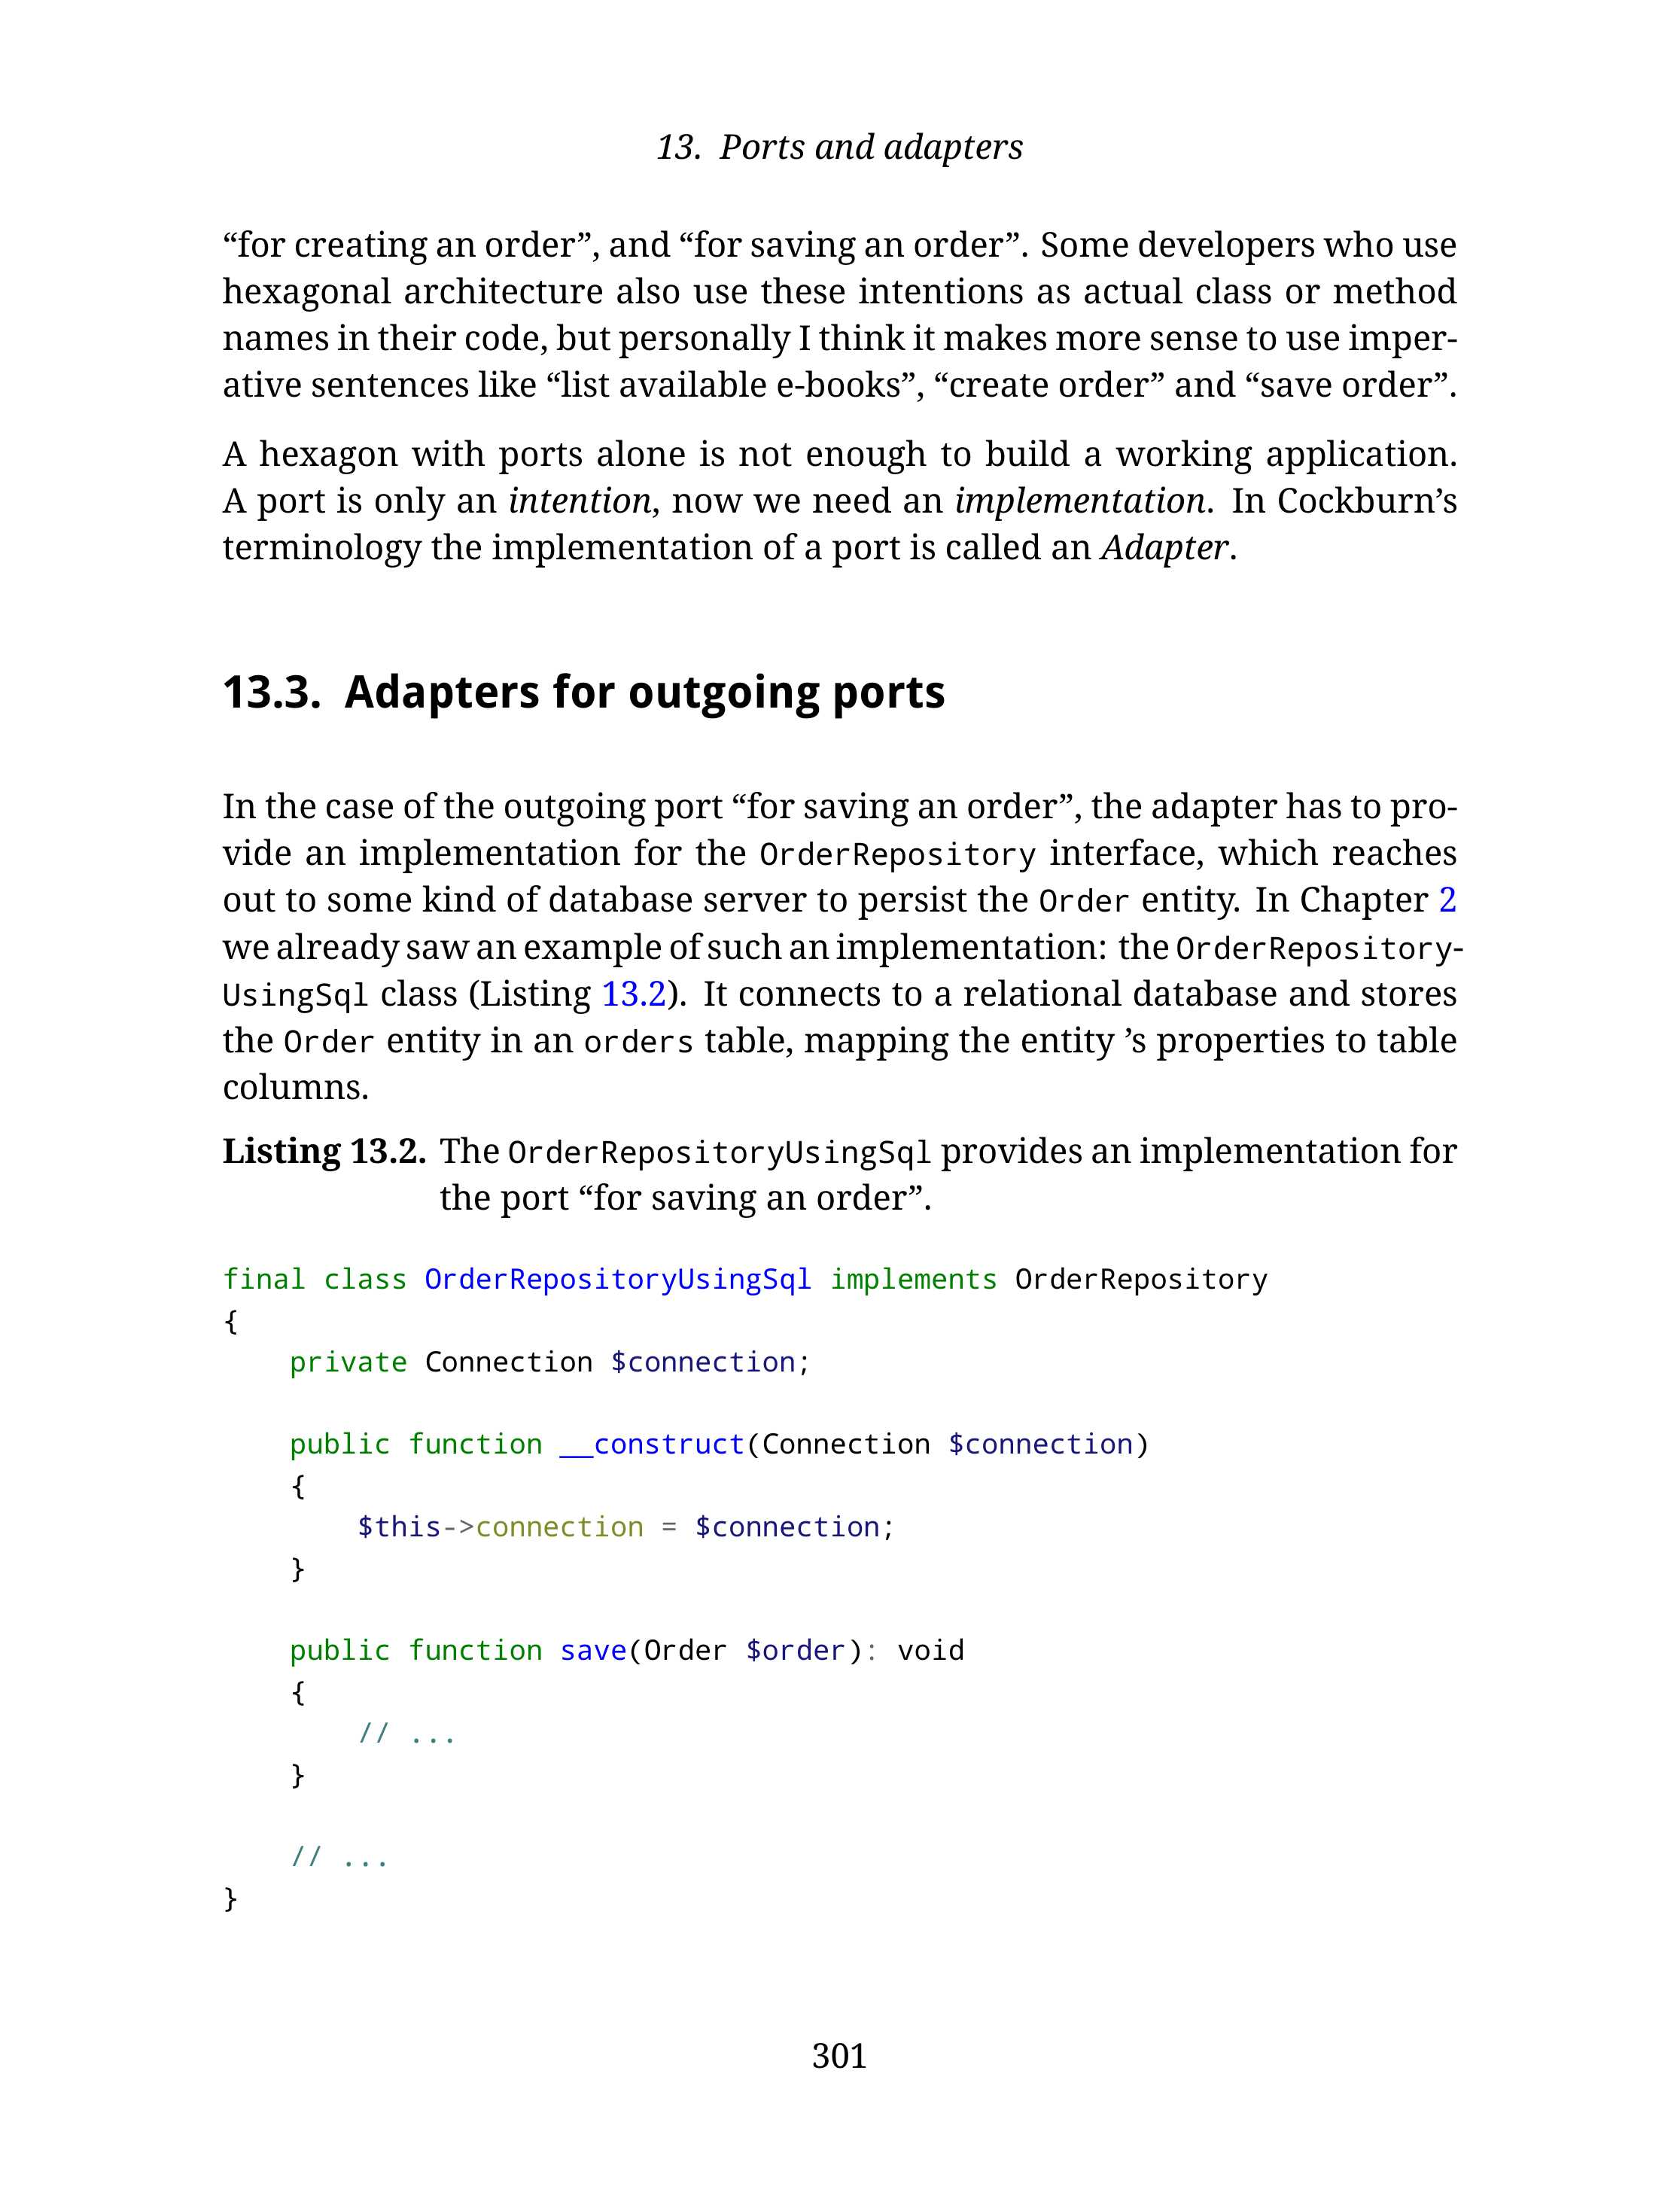 13. Ports and adapters
“for creating an order”, and “for saving an order”. Some developers who use
hexagonal architecture also use these intentions as actual class or method
names in their code, but personally I think it makes more sense to use imper-
ative sentences like “list available e-books”, “create order” and “save order”.
A hexagon with ports alone is not enough to build a working application.
A port is only an intention, now we need an implementation. In Cockburn’s
terminology the implementation of a port is called an Adapter.
13.3. Adapters for outgoing ports
In the case of the outgoing port “for saving an order”, the adapter has to pro-
vide an implementation for the OrderRepository interface, which reaches
out to some kind of database server to persist the Order entity. In Chapter 2
we already saw an example of such an implementation: the OrderRepository-
UsingSql class (Listing 13.2). It connects to a relational database and stores
the Order entity in an orders table, mapping the entity ’s properties to table
columns.
Listing 13.2. The OrderRepositoryUsingSql provides an implementation for
the port “for saving an order”.
final class OrderRepositoryUsingSql implements OrderRepository
{
    private Connection $connection;
    public function __construct(Connection $connection)
    {
        $this->connection = $connection;
    }
    public function save(Order $order): void
    {
        // ...
    }
    // ...
}
301